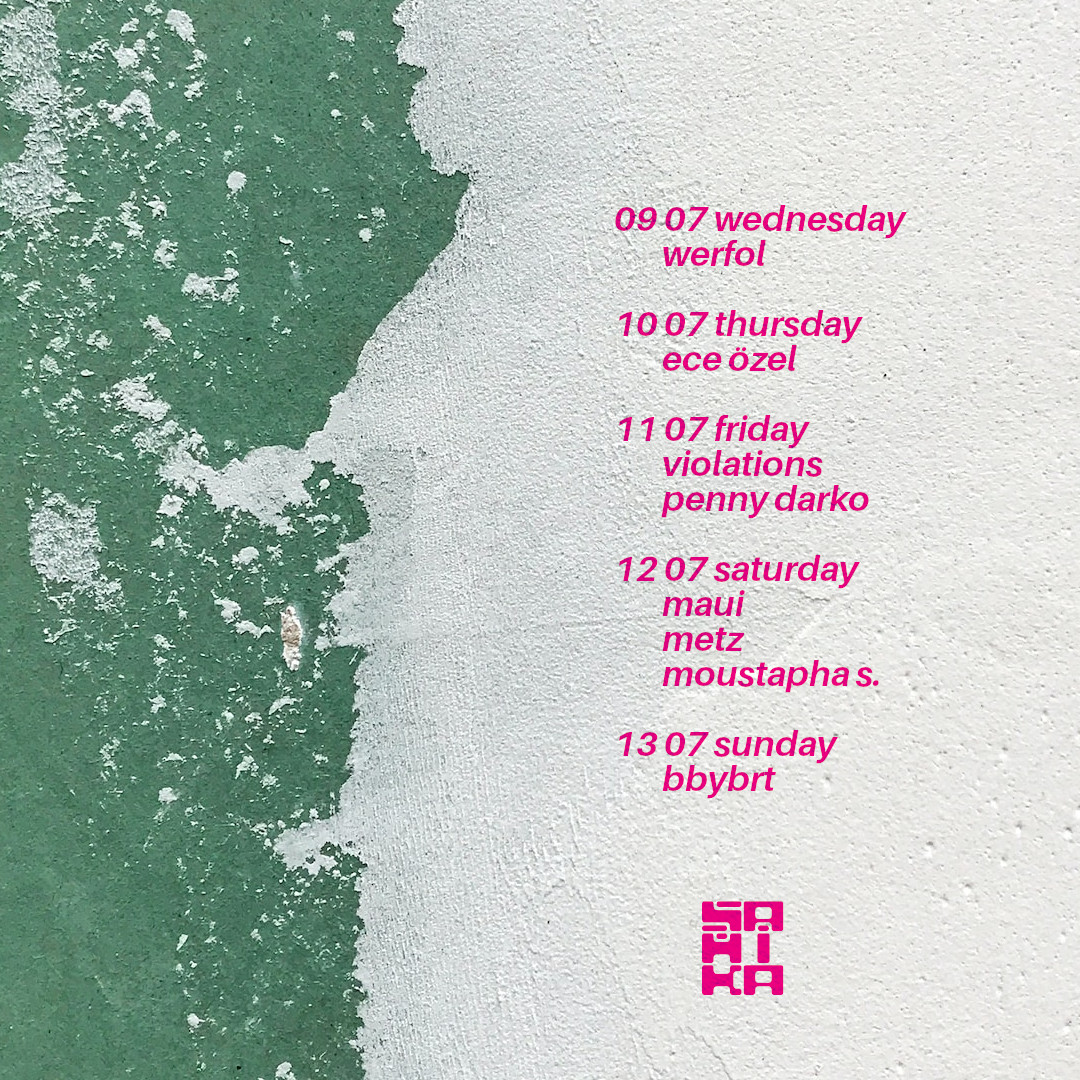 09 07 wednesday
werfol
10 07 thursday
ece özel
11 07 friday
violations
penny darko
12 07 saturday
maui
metz
moustapha s.
13 07 sunday
bbybrt
SA
Hİ
KA